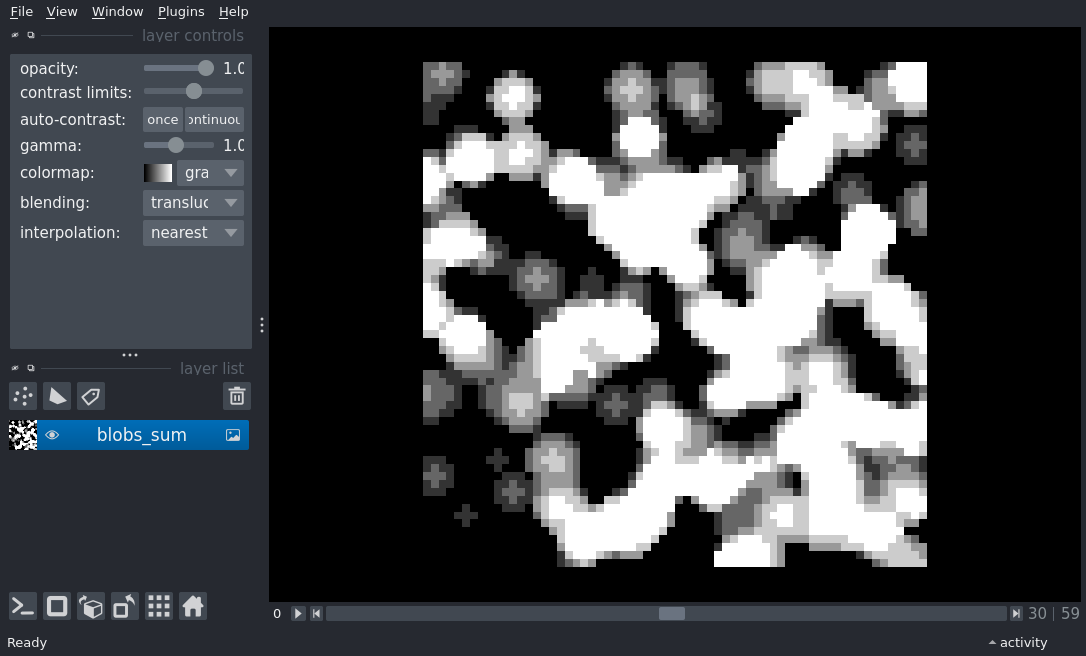 File View Window Plugins Help
layer controls
opacity: 1.0
contrast limits:
auto-contrast: once ontinuou
gamma: 1.0
colormap: gra
blending: transluc
interpolation: nearest
layer list
blobs_sum
0 30 | 59
Ready activity